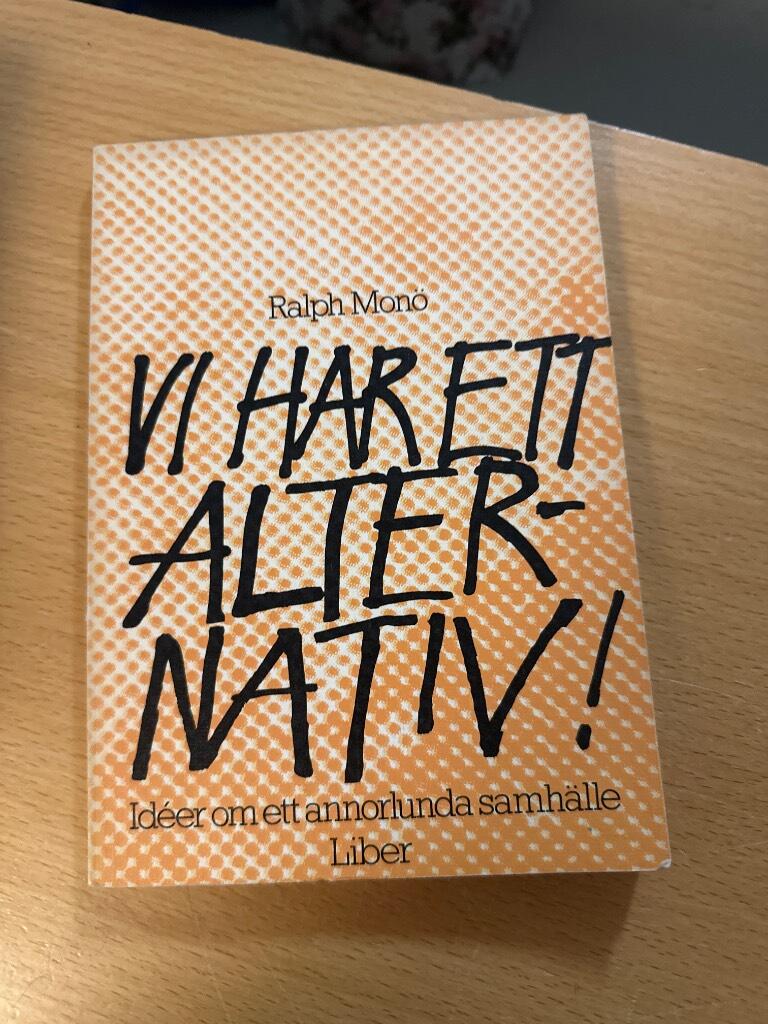 Ralph Monö
VI HAR ETT
ALTER-
NATIV!
Idéer om ett annorlunda samhälle
Liber